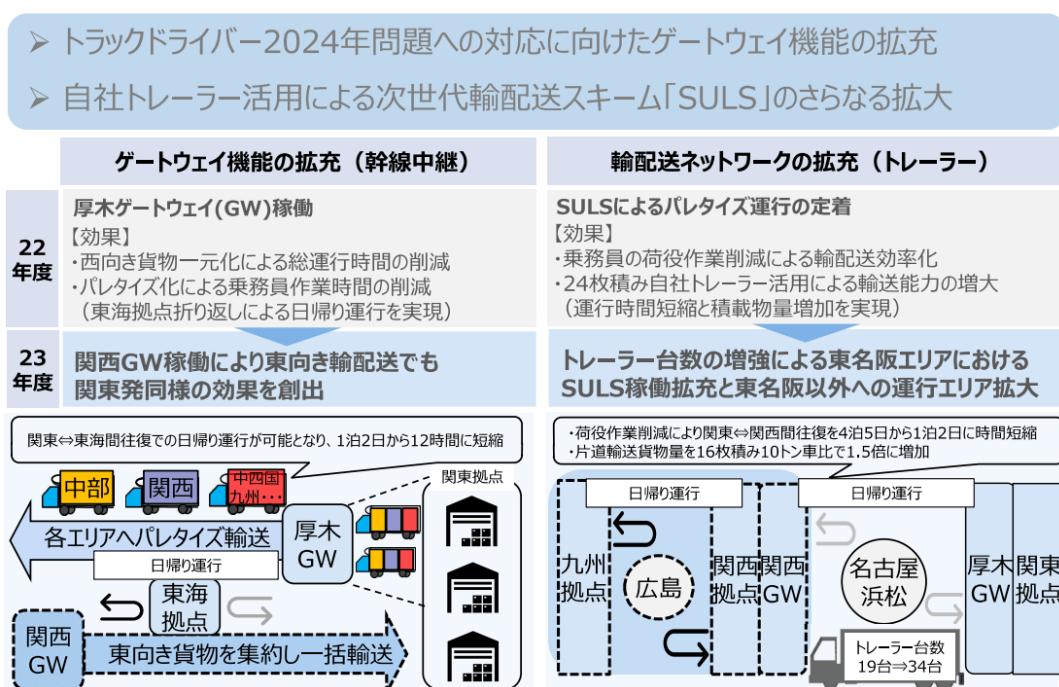 ➢ トラックドライバー2024年問題への対応に向けたゲートウェイ機能の拡充
➢ 自社トレーラー活用による次世代輸配送スキーム「SULS」のさらなる拡大
ゲートウェイ機能の拡充（幹線中継）
輸配送ネットワークの拡充（トレーラー）
22
年度
厚木ゲートウェイ(GW)稼働
【効果】
・西向き貨物一元化による総運行時間の削減
・パレタイズ化による乗務員作業時間の削減
（東海拠点折り返しによる日帰り運行を実現）
SULSによるパレタイズ運行の定着
【効果】
・乗務員の荷役作業削減による輸配送効率化
・24枚積み自社トレーラー活用による輸送能力の増大
（運行時間短縮と積載物量増加を実現）
23
年度
関西GW稼働により東向き輸配送でも
関東発同様の効果を創出
トレーラー台数の増強による東名阪エリアにおける
SULS稼働拡充と東名阪以外への運行エリア拡大
関東⇔東海間往復での日帰り運行が可能となり、1泊2日から12時間に短縮
中部
関西
中四国
九州・・・
関東拠点
各エリアへパレタイズ輸送
厚木
GW
日帰り運行
東海
拠点
関西
GW
東向き貨物を集約し一括輸送
・荷役作業削減により関東⇔関西間往復を4泊5日から1泊2日に時間短縮
・片道輸送貨物量を16枚積み10トン車比で1.5倍に増加
日帰り運行
日帰り運行
九州
拠点
広島
関西
拠点
関西
GW
名古屋
浜松
厚木
GW
関東
拠点
トレーラー台数
19台⇒34台